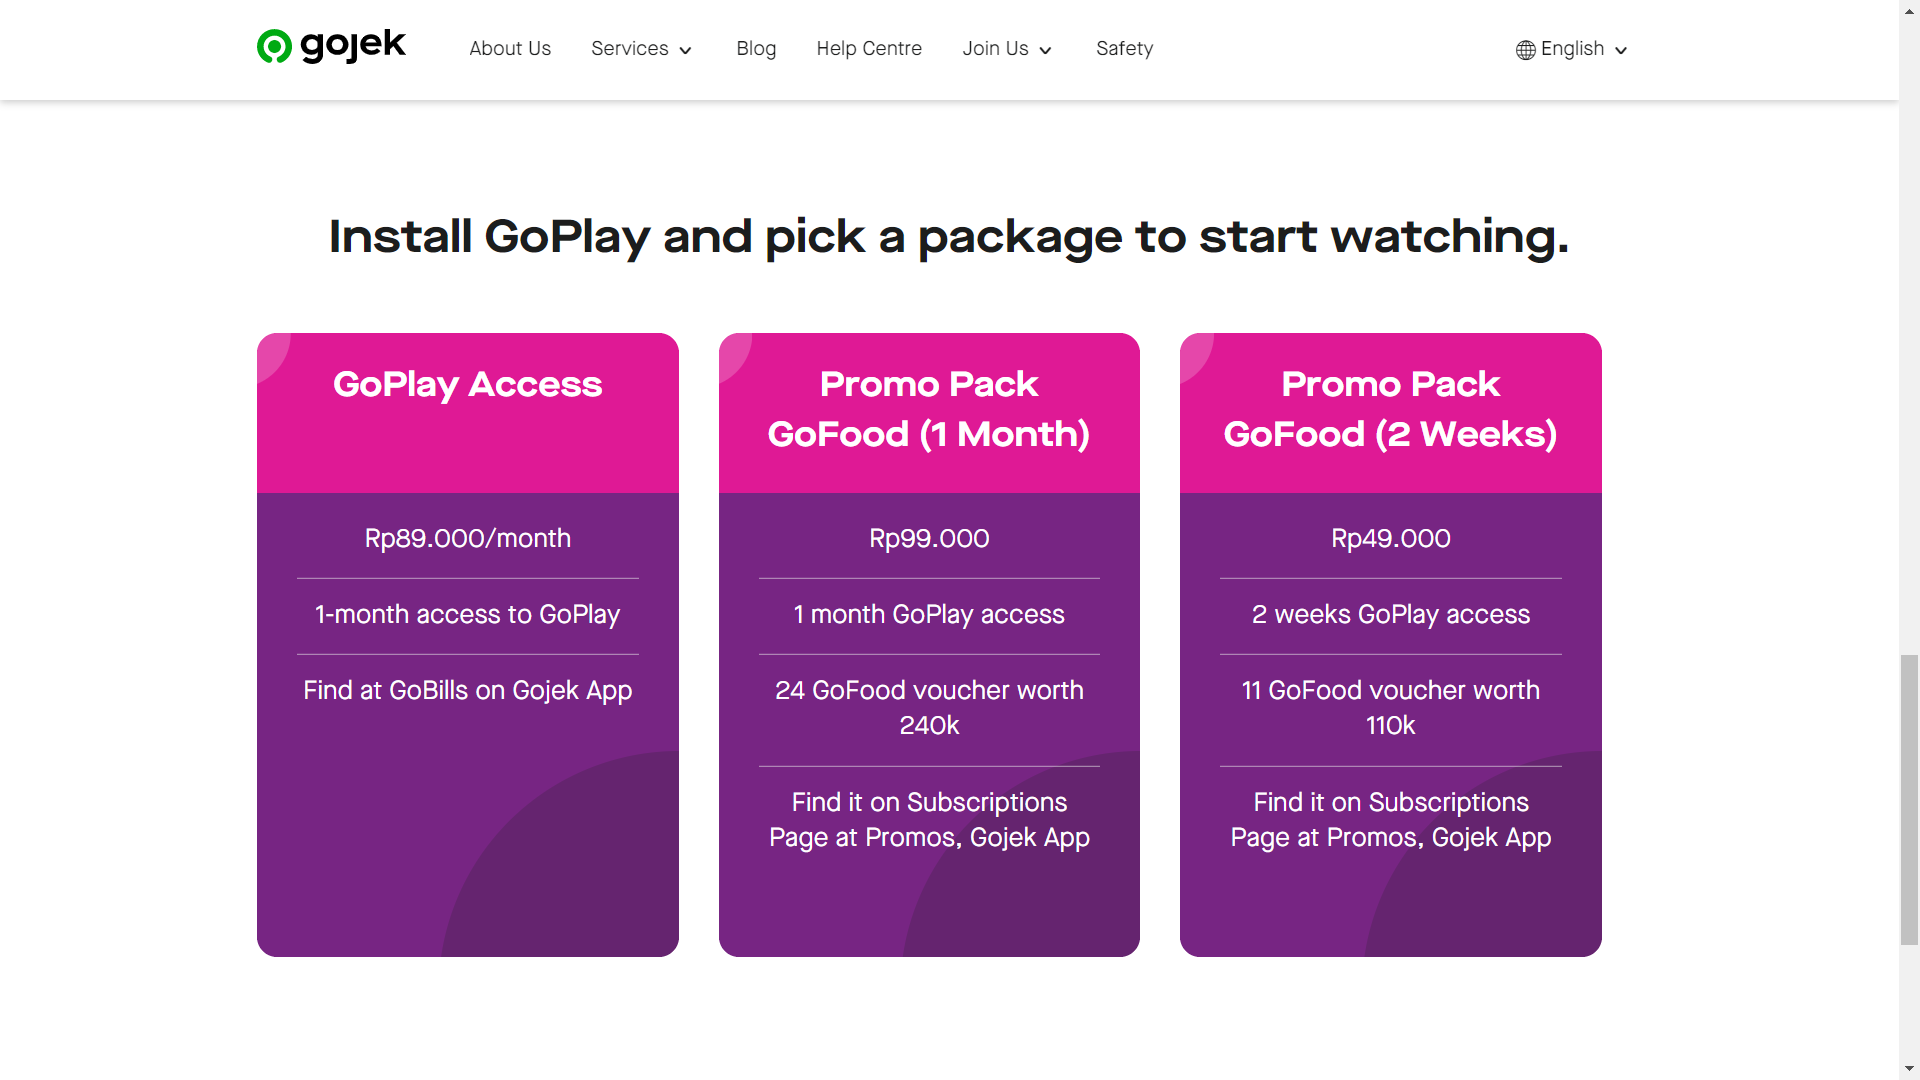 gojek
About Us
Services
Blog
Help Centre
Join Us
Safety
English
Install GoPlay and pick a package to start watching.
GoPlay Access
Rp89.000/month
1-month access to GoPlay
Find at GoBills on Gojek App
Promo Pack
GoFood (1 Month)
Rp99.000
1 month GoPlay access
24 GoFood voucher worth
240k
Find it on Subscriptions
Page at Promos, Gojek App
Promo Pack
GoFood (2 Weeks)
Rp49.000
2 weeks GoPlay access
11 GoFood voucher worth
110k
Find it on Subscriptions
Page at Promos, Gojek App